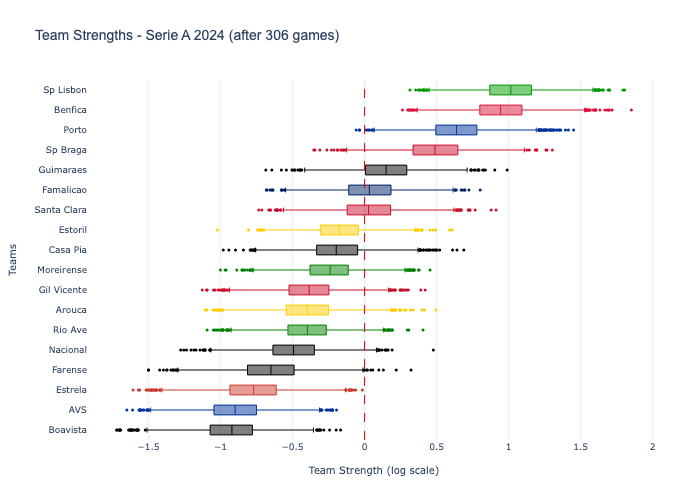 Team Strengths - Serie A 2024 (after 306 games)
Sp Lisbon
Benfica
Porto
Sp Braga
Guimaraes
Famalicao
Santa Clara
Estoril
Casa Pia
Moreirense
Gil Vicente
Arouca
Rio Ave
Nacional
Farense
Estrela
AVS
Boavista
Teams
−1.5 −1 −0.5 0 0.5 1 1.5 2
Team Strength (log scale)